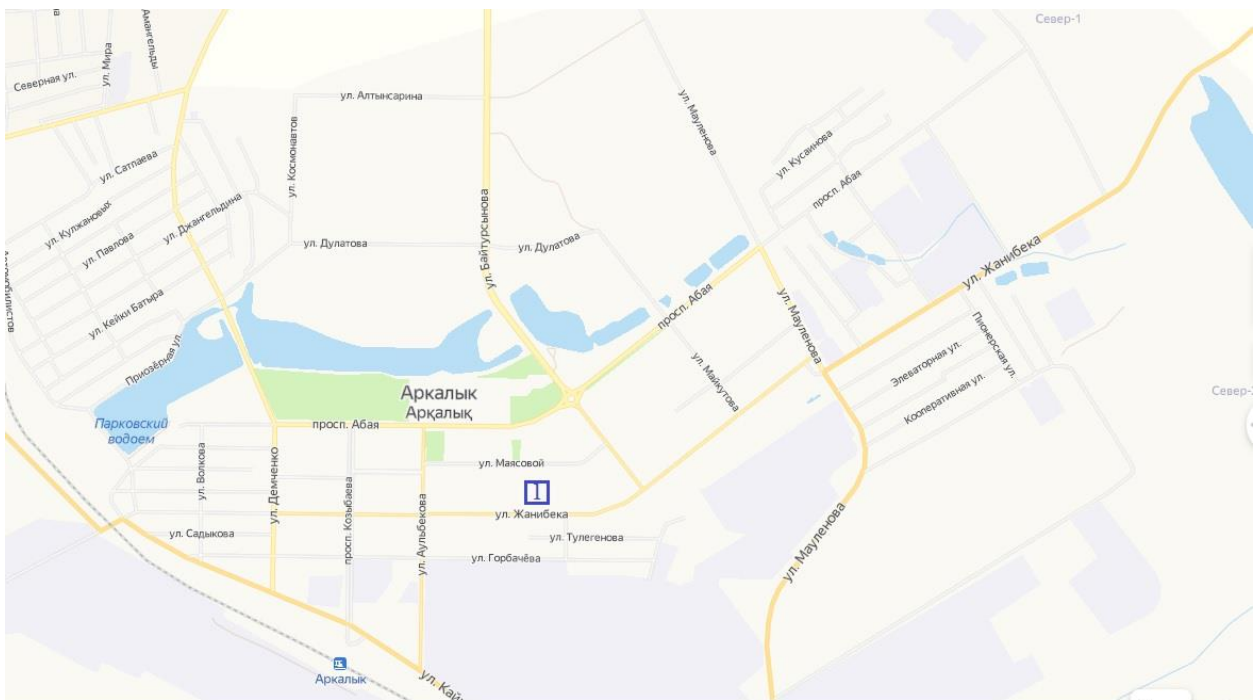 Север-1
Амангельды
ул. Мира
Северная ул.
ул. Алтынсарина
ул. Мауленова
ул. Кусаинова
ул. Космонавтов
ул. Сатпаева
просп. Абая
ул. Кулжановых
ул. Джангельдина
ул. Павлова
ул. Байтурсынова
ул. Дулатова
ул. Дулатова
ул. Жанибека
ул. Кейки Батыра
просп. Абая
ул. Мауленова
Приозёрная ул.
Пионерская ул.
Элеваторная ул.
ул. Майкутова
Аркалык
Арқалық
Кооперативная ул.
Парковский
водоем
просп. Абая
ул. Волкова
ул. Демченко
ул. Маясовой
1
просп. Козыбаева
ул. Аульбекова
ул. Жанибека
ул. Садыкова
ул. Тулегенова
ул. Горбачёва
ул. Мауленова
Аркалык